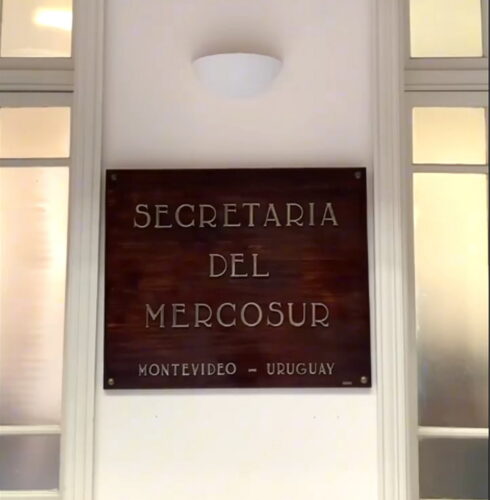 SECRETARIA
DEL
MERCOSUR
MONTEVIDEO - URUGUAY